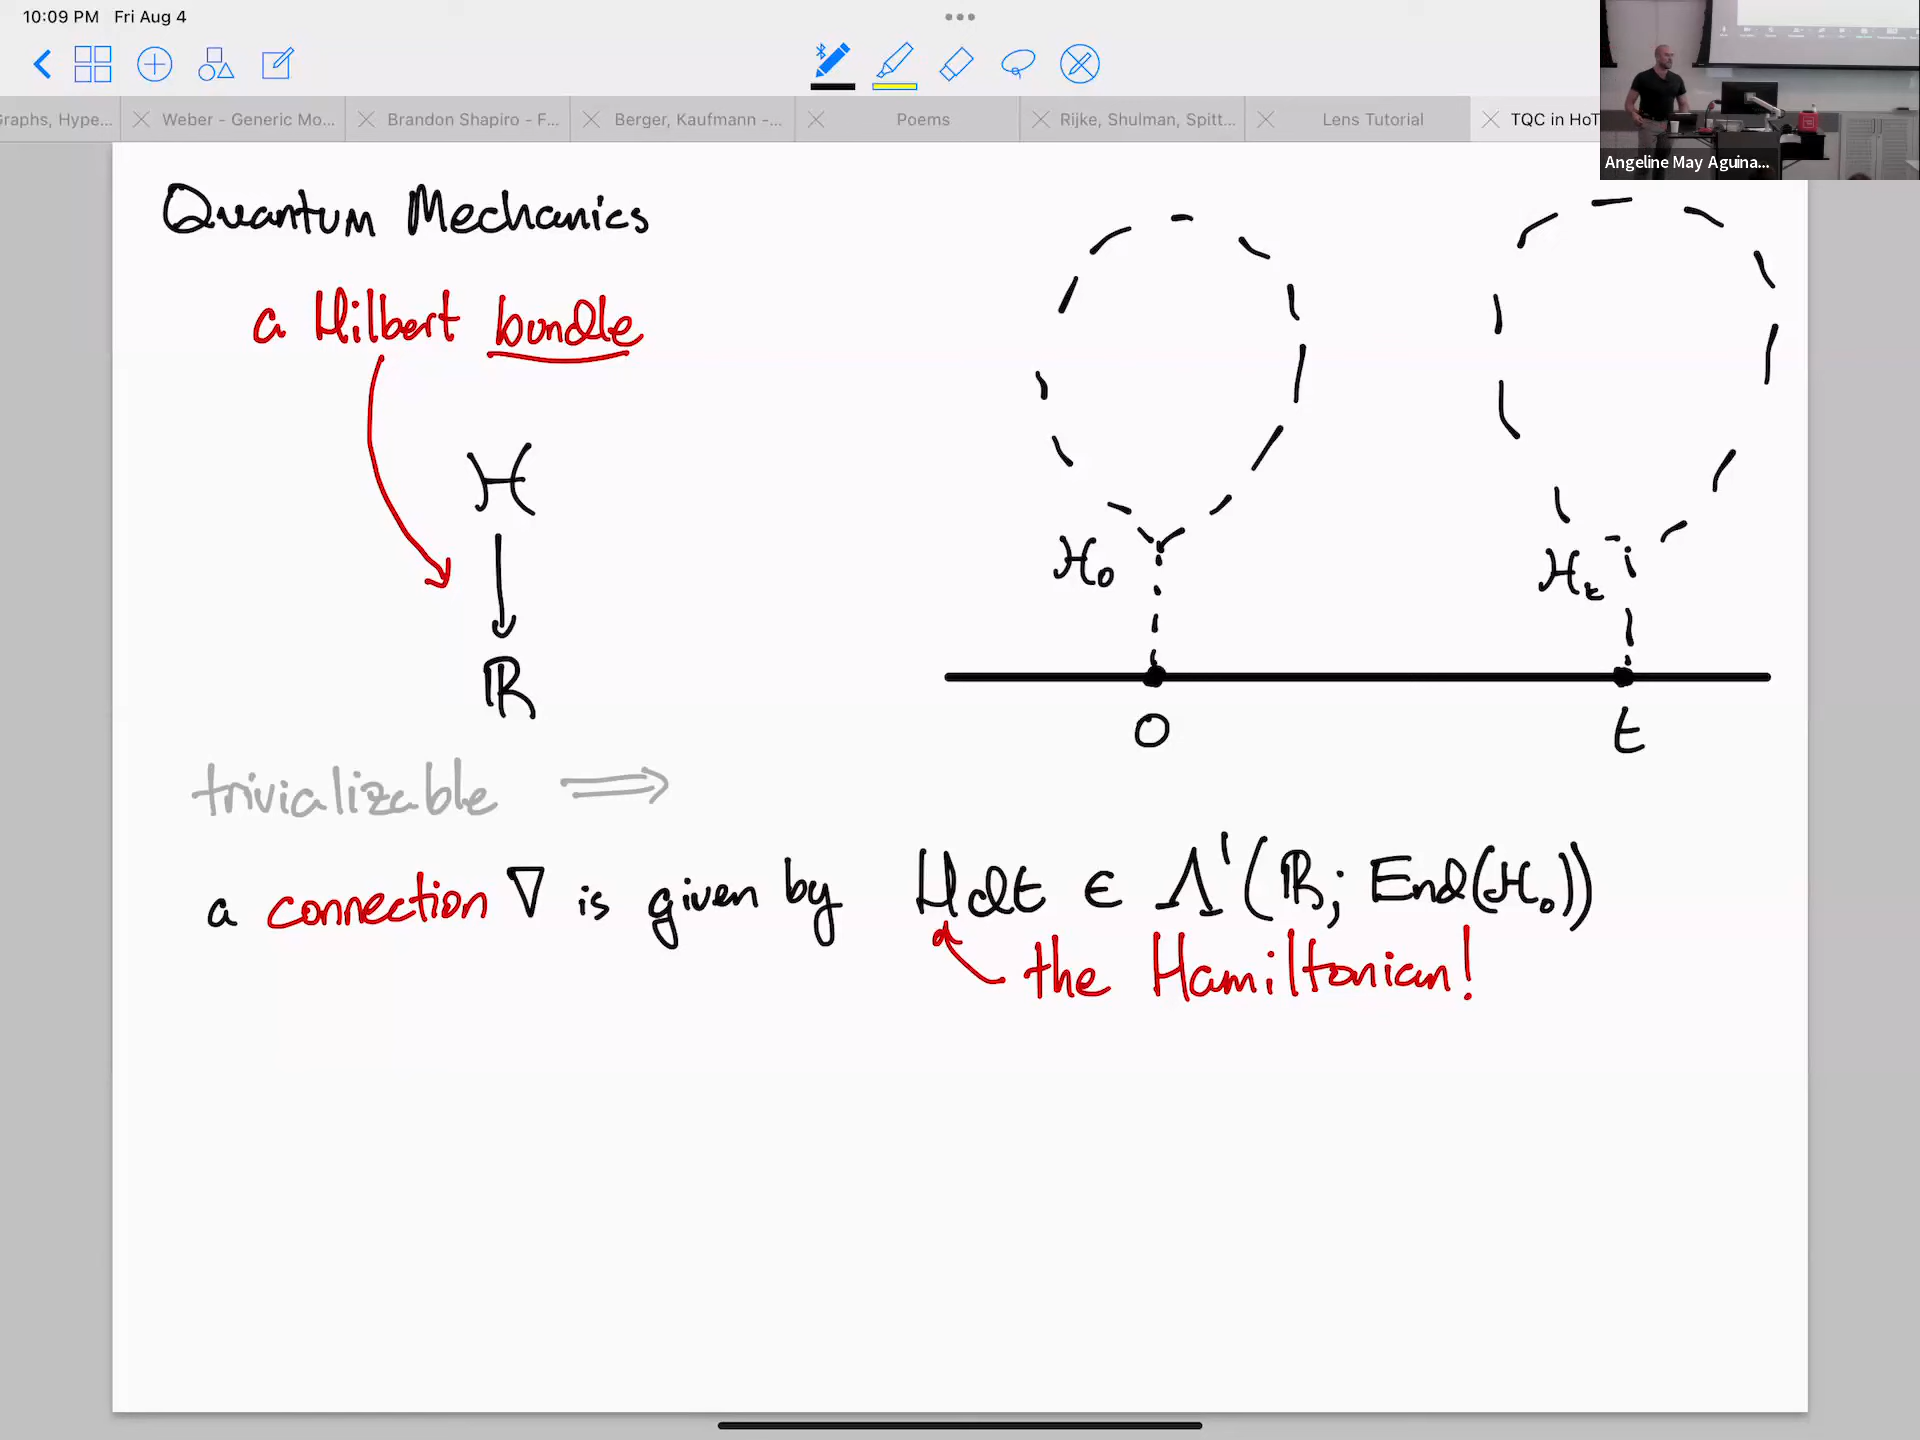 10:09 PM Fri Aug 4
Graphs, Hype... Weber - Generic Mo... Brandon Shapiro - F... Berger, Kaufmann -... Poems Rijke, Shulman, Spitt... Lens Tutorial TQC in HoT
Angeline May Aguina...
Quantum Mechanics
a Hilbert bundle
H
ℝ
H₀
Hₜ
0
t
trivializable ⟹
a connection ∇ is given by Hdt ∈ Λ¹(ℝ; End(H₀))
the Hamiltonian!